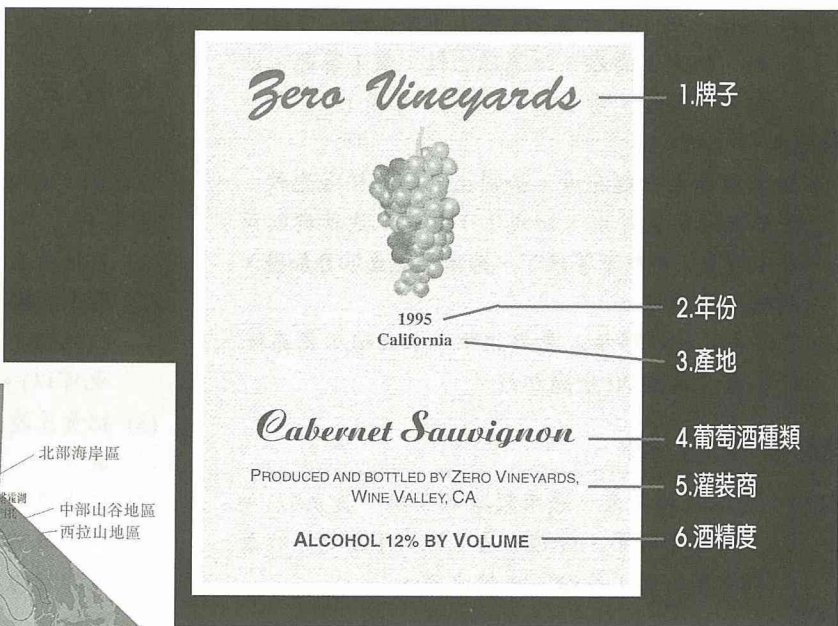 Zero Vineyards
1.牌子
1995
2.年份
California
3.產地
Cabernet Sauvignon
4.葡萄酒種類
PRODUCED AND BOTTLED BY ZERO VINEYARDS,
WINE VALLEY, CA
5.灌裝商
ALCOHOL 12% BY VOLUME
6.酒精度
北部海岸區
中部山谷地區
西拉山地區